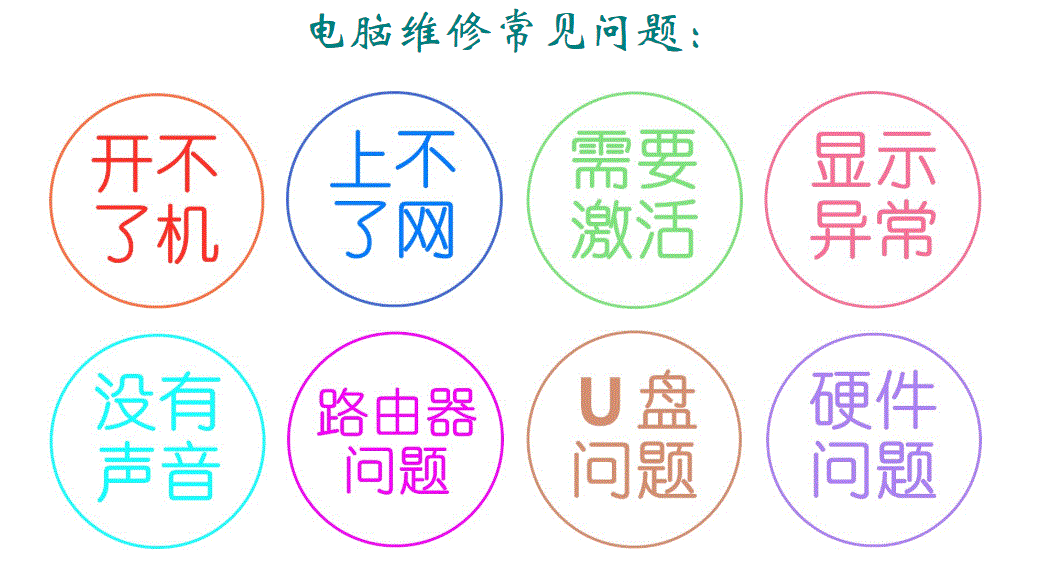 电脑维修常见问题：
开不
了机
上不
了网
需要
激活
显示
异常
没有
声音
路由器
问题
U盘
问题
硬件
问题